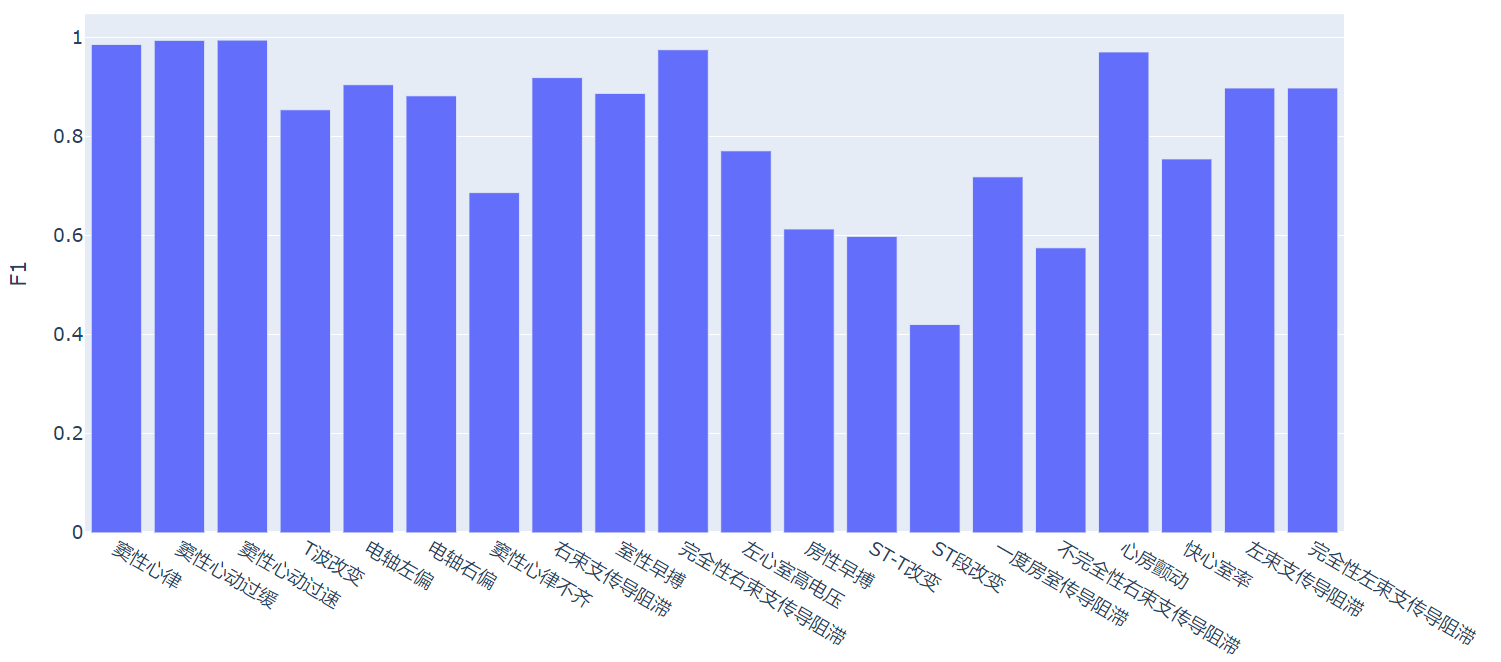 1
0.8
0.6
0.4
0.2
0
F1
窦性心律
窦性心动过缓
窦性心动过速
T波改变
电轴左偏
电轴右偏
窦性心律不齐
右束支传导阻滞
室性早搏
完全性右束支传导阻滞
左心室高电压
房性早搏
ST-T改变
ST段改变
一度房室传导阻滞
不完全性右束支传导阻滞
心房颤动
快心室率
左束支传导阻滞
完全性左束支传导阻滞